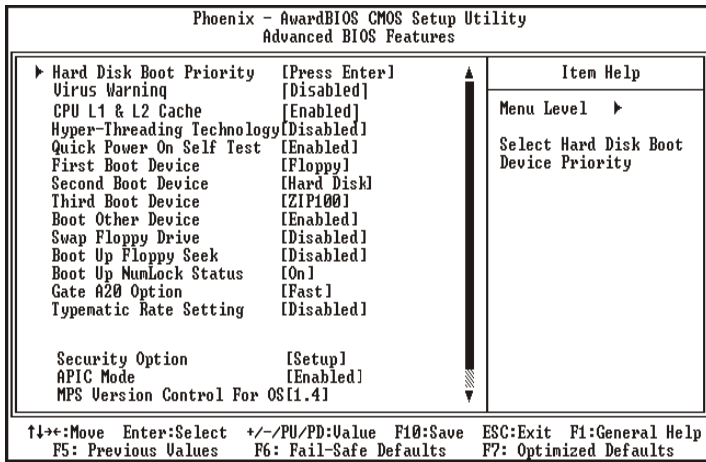 Phoenix - AwardBIOS CMOS Setup Utility
Advanced BIOS Features
Hard Disk Boot Priority [Press Enter]
Virus Warning [Disabled]
CPU L1 & L2 Cache [Enabled]
Hyper-Threading Technology[Disabled]
Quick Power On Self Test [Enabled]
First Boot Device [Floppy]
Second Boot Device [Hard Disk]
Third Boot Device [ZIP100]
Boot Other Device [Enabled]
Swap Floppy Drive [Disabled]
Boot Up Floppy Seek [Disabled]
Boot Up NumLock Status [On]
Gate A20 Option [Fast]
Typematic Rate Setting [Disabled]
Security Option [Setup]
APIC Mode [Enabled]
MPS Version Control For OS[1.4]
Item Help
Menu Level
Select Hard Disk Boot
Device Priority
↑↓→←:Move Enter:Select +/-/PU/PD:Value F10:Save ESC:Exit F1:General Help
F5: Previous Values F6: Fail-Safe Defaults F7: Optimized Defaults